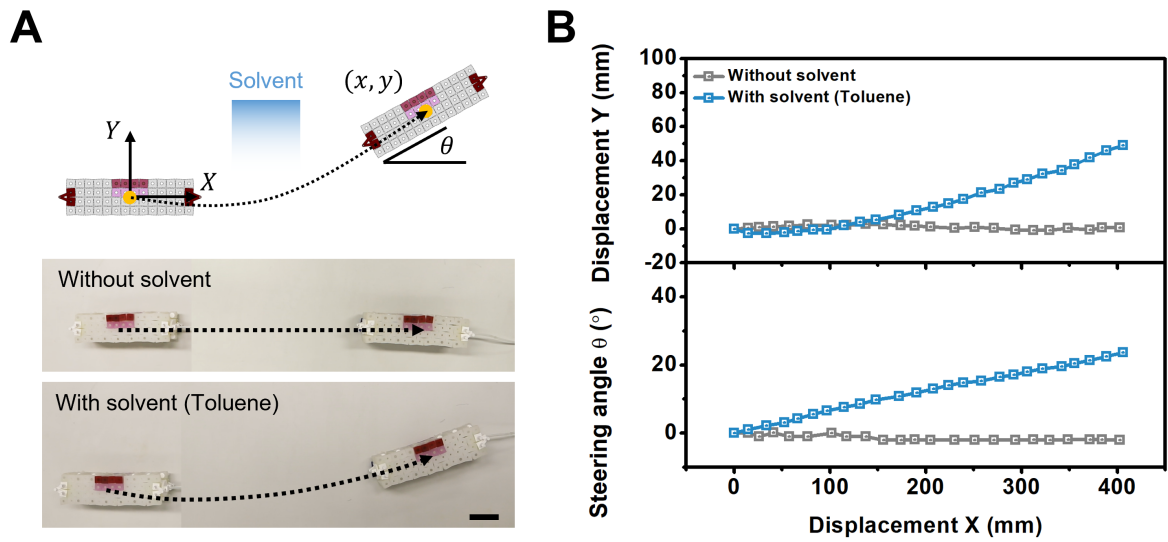 A
Solvent
(x, y)
Y
θ
X
Without solvent
With solvent (Toluene)
B
Displacement Y (mm)
100
80
60
40
20
0
-20
Without solvent
With solvent (Toluene)
Steering angle θ (°)
40
20
0
0
100
200
300
400
Displacement X (mm)